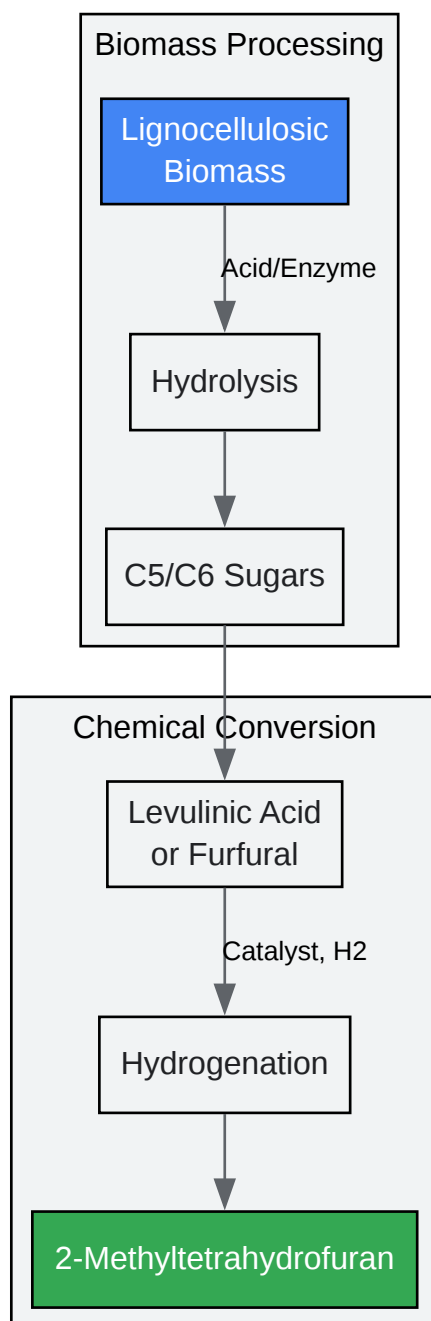 Biomass Processing
Lignocellulosic
Biomass
Acid/Enzyme
Hydrolysis
C5/C6 Sugars
Chemical Conversion
Levulinic Acid
or Furfural
Catalyst, H2
Hydrogenation
2-Methyltetrahydrofuran